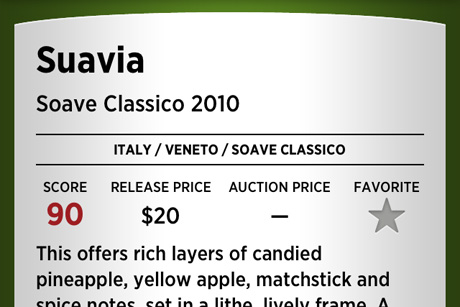 Suavia
Soave Classico 2010
ITALY / VENETO / SOAVE CLASSICO
SCORE RELEASE PRICE AUCTION PRICE FAVORITE
90 $20 —
This offers rich layers of candied
pineapple, yellow apple, matchstick and
spice notes, set in a lithe, lively frame. A